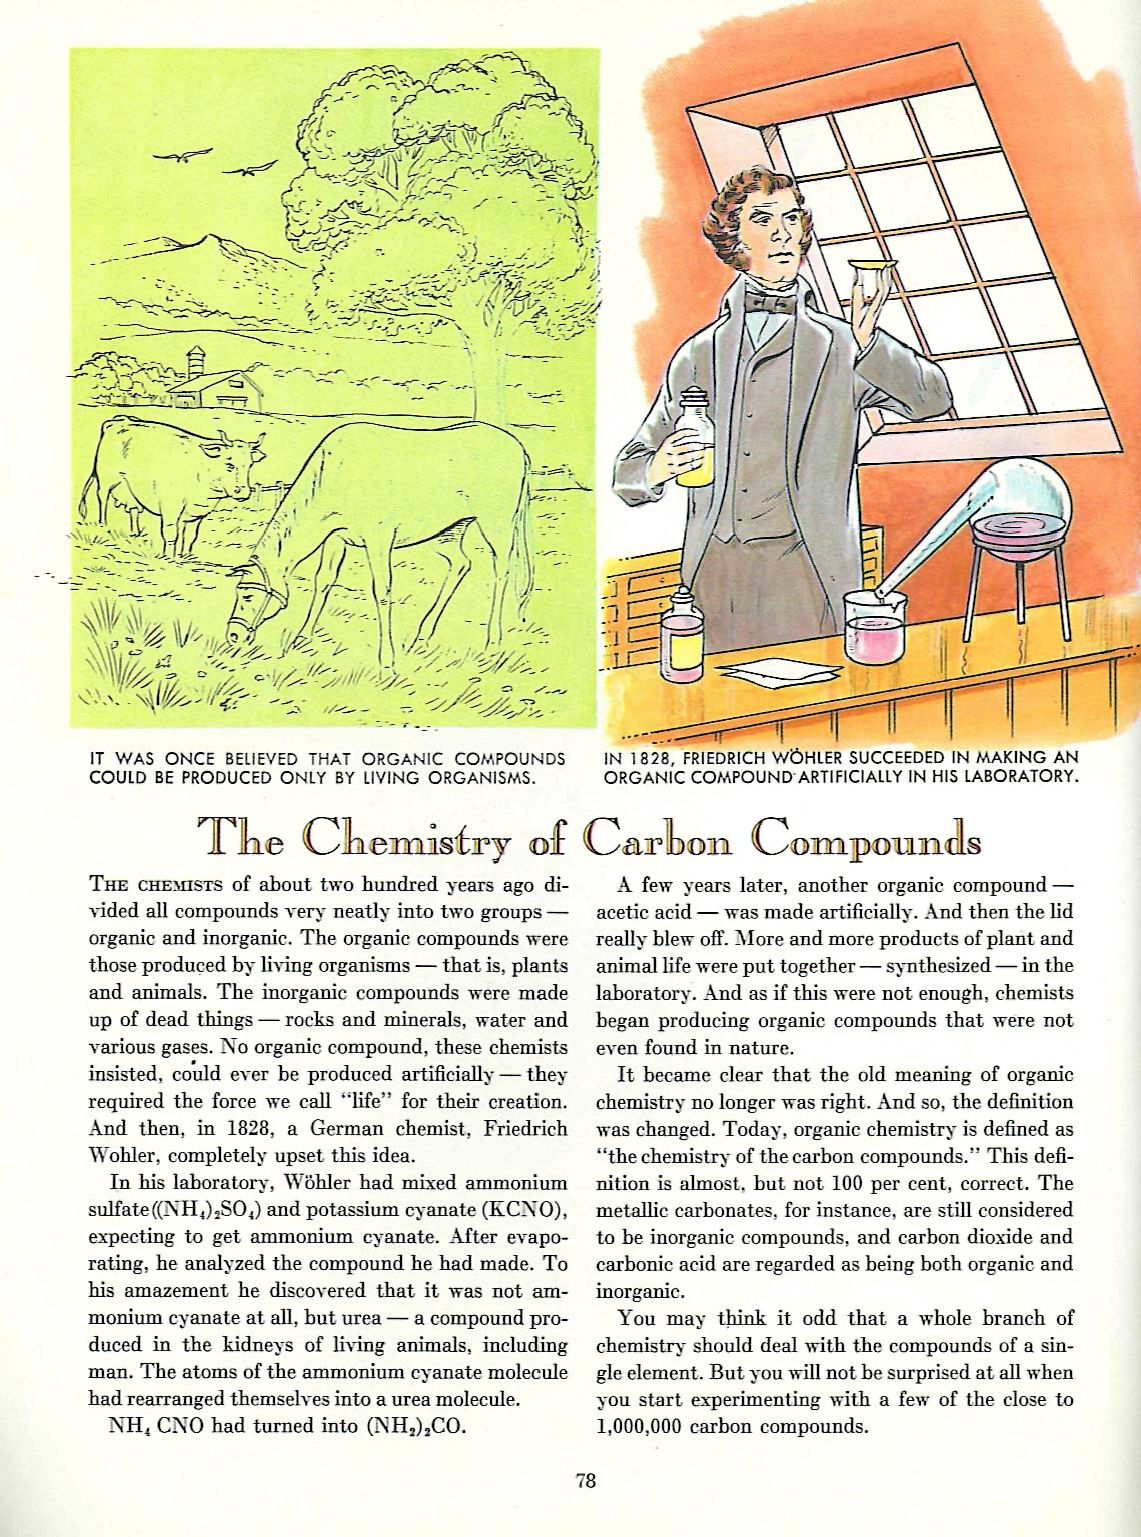 IT WAS ONCE BELIEVED THAT ORGANIC COMPOUNDS
COULD BE PRODUCED ONLY BY LIVING ORGANISMS.
IN 1828, FRIEDRICH WÖHLER SUCCEEDED IN MAKING AN
ORGANIC COMPOUND ARTIFICIALLY IN HIS LABORATORY.
The Chemistry of Carbon Compounds
THE CHEMISTS of about two hundred years ago di-
vided all compounds very neatly into two groups —
organic and inorganic. The organic compounds were
those produced by living organisms — that is, plants
and animals. The inorganic compounds were made
up of dead things — rocks and minerals, water and
various gases. No organic compound, these chemists
insisted, could ever be produced artificially — they
required the force we call “life” for their creation.
And then, in 1828, a German chemist, Friedrich
Wohler, completely upset this idea.
In his laboratory, Wöhler had mixed ammonium
sulfate ((NH₄)₂SO₄) and potassium cyanate (KCNO),
expecting to get ammonium cyanate. After evapo-
rating, he analyzed the compound he had made. To
his amazement he discovered that it was not am-
monium cyanate at all, but urea — a compound pro-
duced in the kidneys of living animals, including
man. The atoms of the ammonium cyanate molecule
had rearranged themselves into a urea molecule.
NH₄ CNO had turned into (NH₂)₂CO.
A few years later, another organic compound —
acetic acid — was made artificially. And then the lid
really blew off. More and more products of plant and
animal life were put together — synthesized — in the
laboratory. And as if this were not enough, chemists
began producing organic compounds that were not
even found in nature.
It became clear that the old meaning of organic
chemistry no longer was right. And so, the definition
was changed. Today, organic chemistry is defined as
“the chemistry of the carbon compounds.” This defi-
nition is almost, but not 100 per cent, correct. The
metallic carbonates, for instance, are still considered
to be inorganic compounds, and carbon dioxide and
carbonic acid are regarded as being both organic and
inorganic.
You may think it odd that a whole branch of
chemistry should deal with the compounds of a sin-
gle element. But you will not be surprised at all when
you start experimenting with a few of the close to
1,000,000 carbon compounds.
78